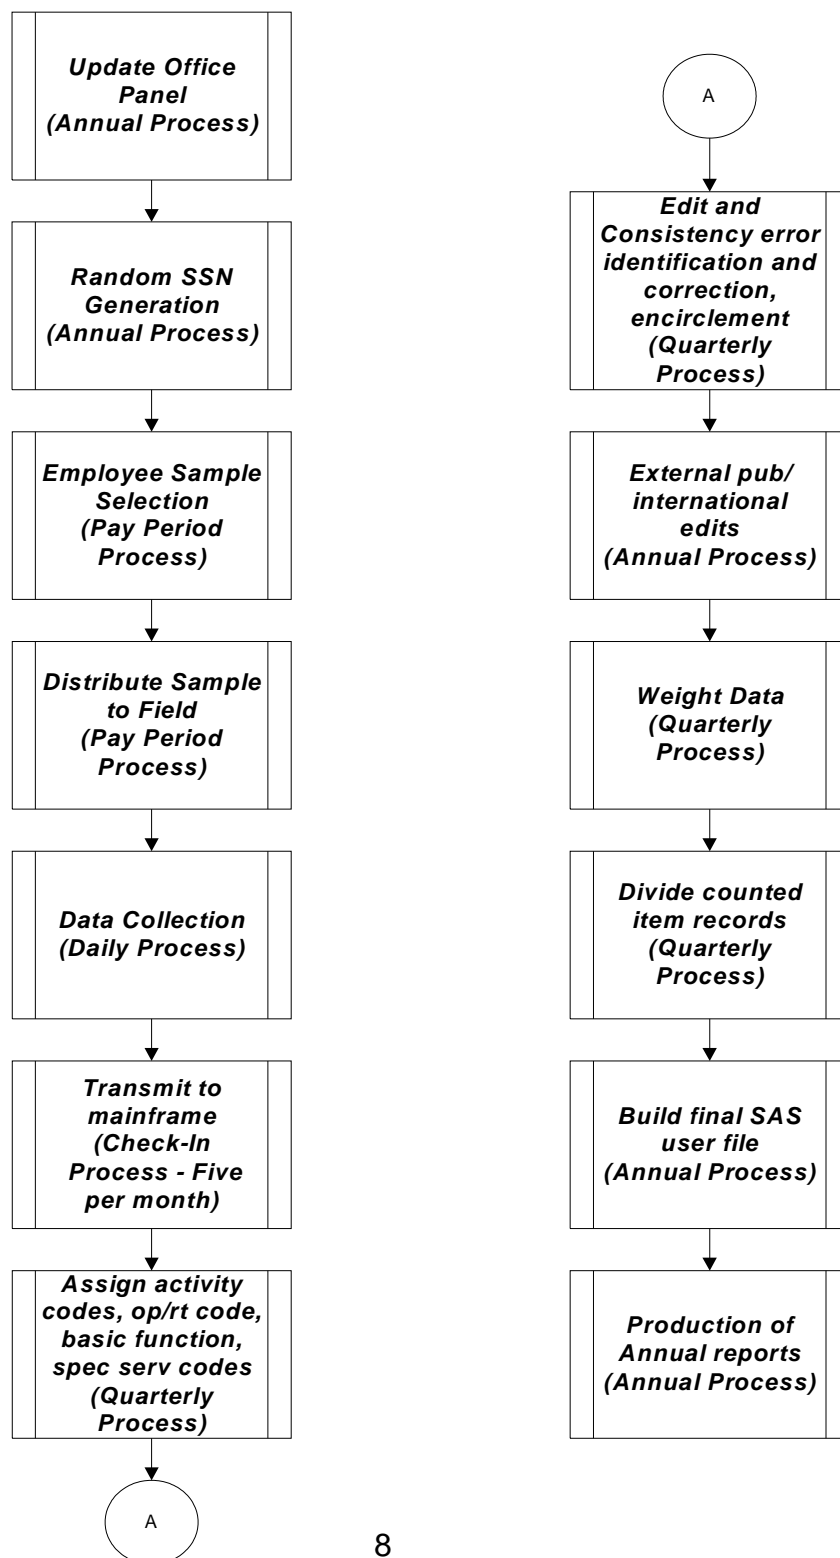 Update Office
Panel
(Annual Process)
Random SSN
Generation
(Annual Process)
Employee Sample
Selection
(Pay Period
Process)
Distribute Sample
to Field
(Pay Period
Process)
Data Collection
(Daily Process)
Transmit to
mainframe
(Check-In
Process - Five
per month)
Assign activity
codes, op/rt code,
basic function,
spec serv codes
(Quarterly
Process)
A
A
Edit and
Consistency error
identification and
correction,
encirclement
(Quarterly
Process)
External pub/
international
edits
(Annual Process)
Weight Data
(Quarterly
Process)
Divide counted
item records
(Quarterly
Process)
Build final SAS
user file
(Annual Process)
Production of
Annual reports
(Annual Process)
8